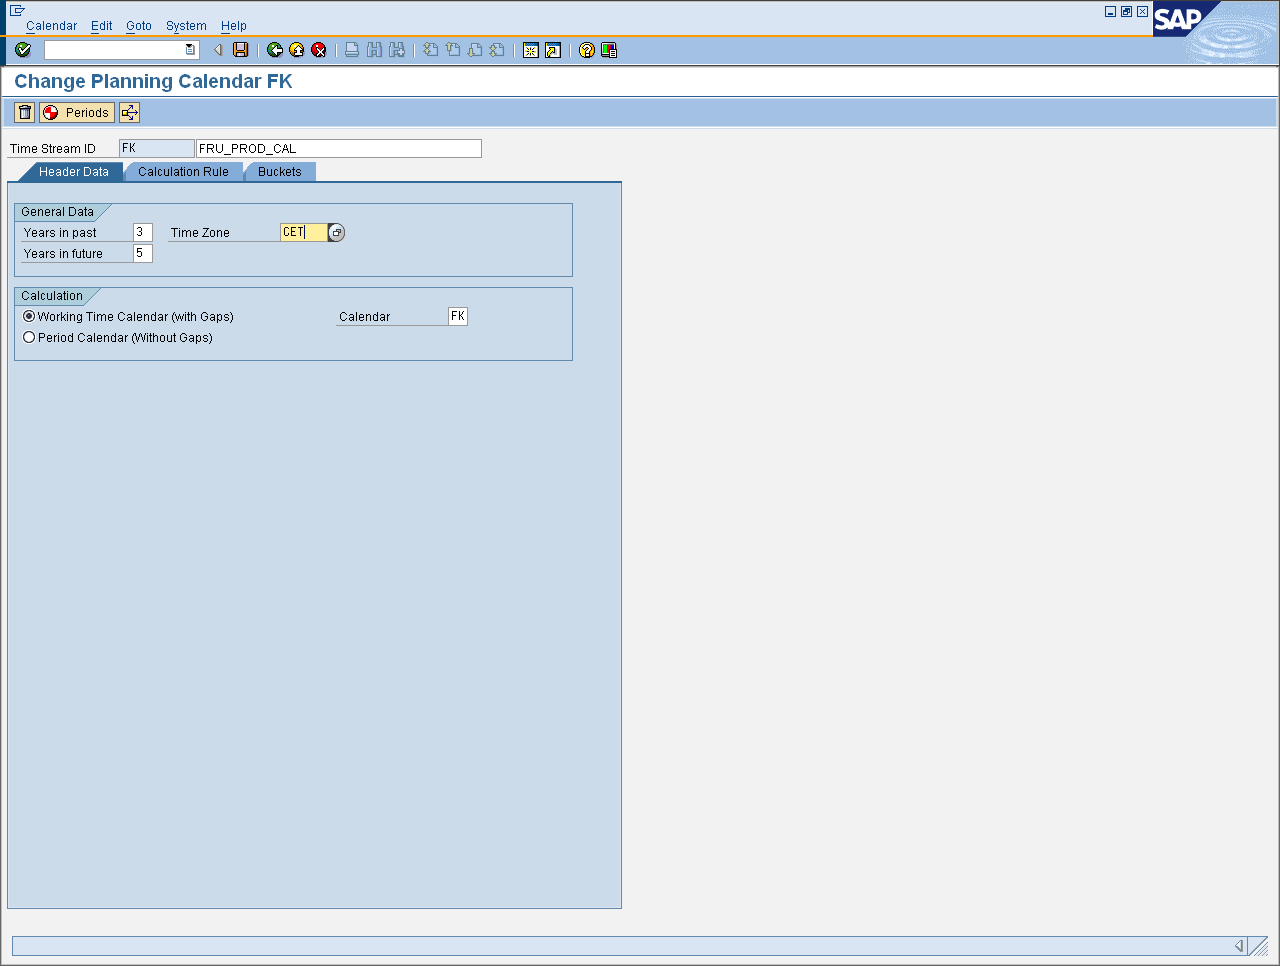 Calendar Edit Goto System Help
SAP
Change Planning Calendar FK
Periods
Time Stream ID FK FRU_PROD_CAL
Header Data Calculation Rule Buckets
General Data
Years in past 3 Time Zone CET
Years in future 5
Calculation
Working Time Calendar (with Gaps) Calendar FK
Period Calendar (Without Gaps)